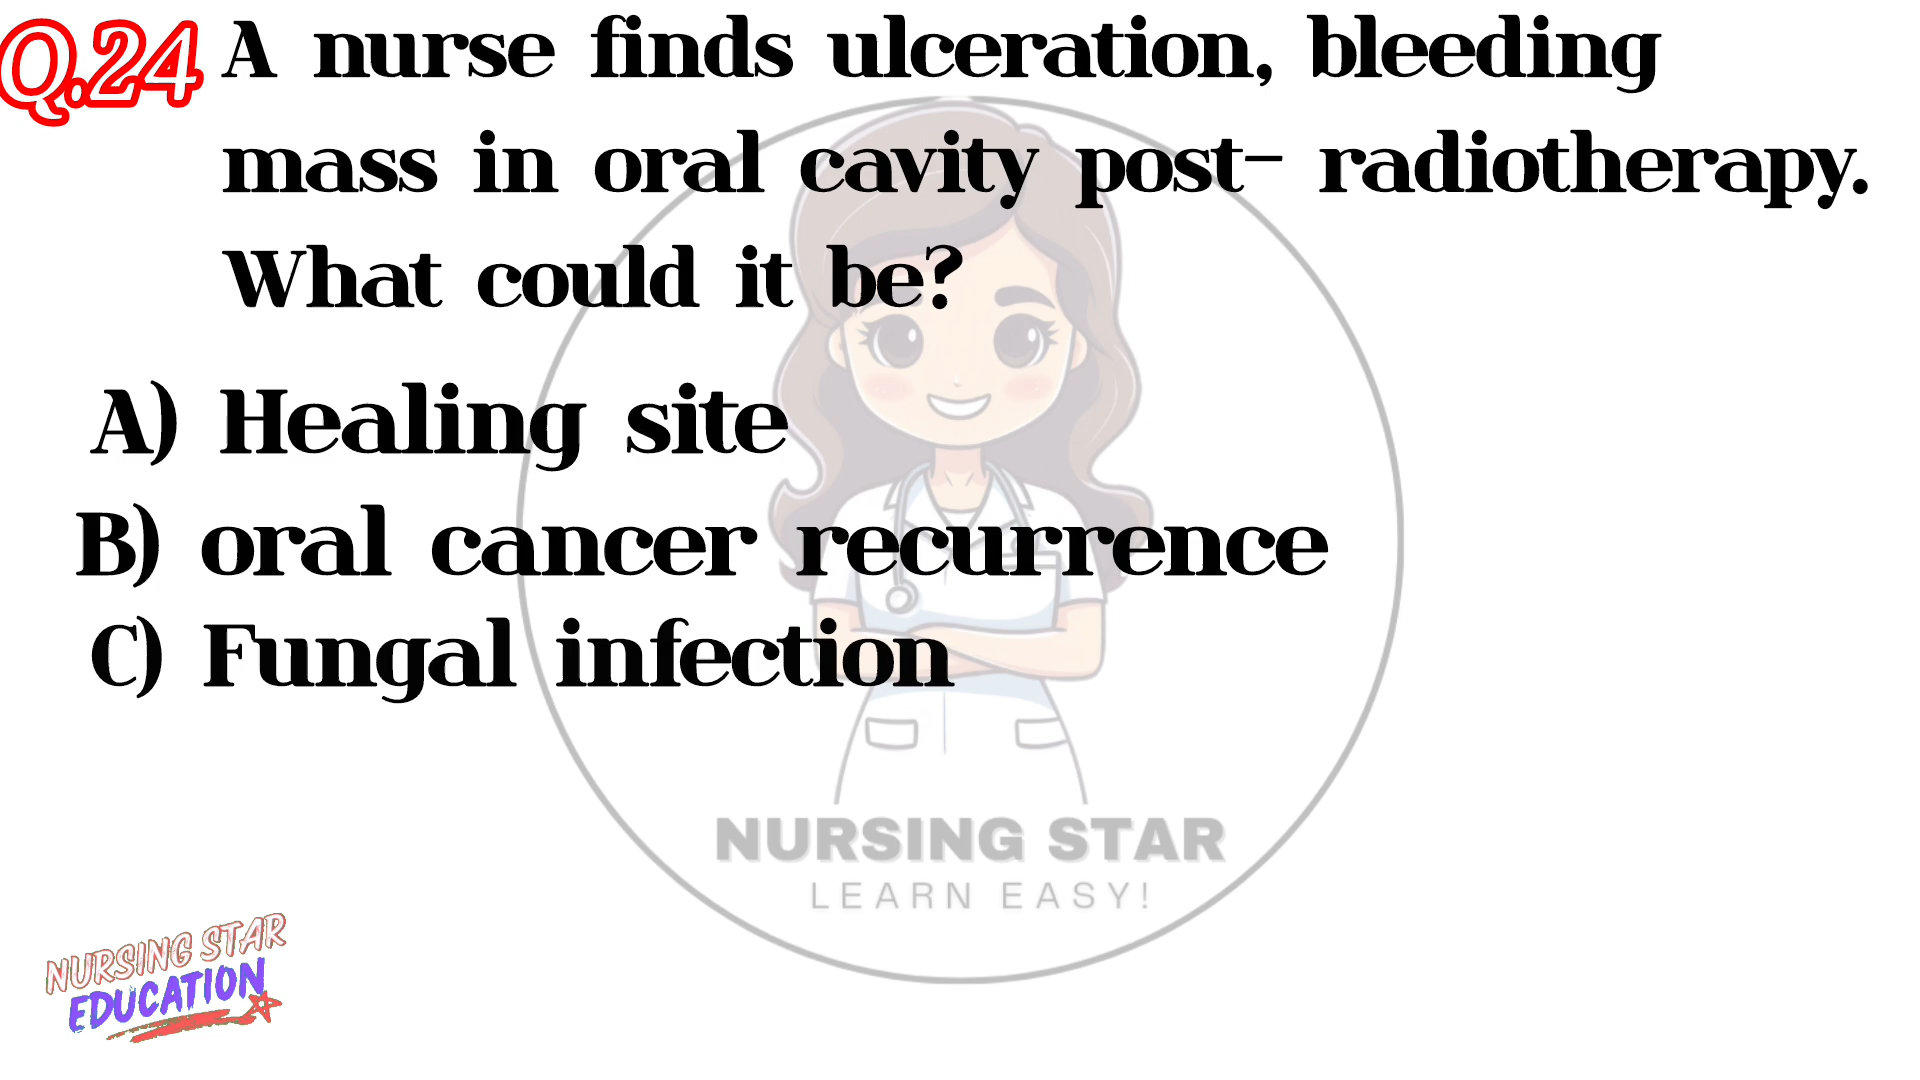 Q.24 A nurse finds ulceration, bleeding
mass in oral cavity post- radiotherapy.
What could it be?
A) Healing site
B) oral cancer recurrence
C) Fungal infection
NURSING STAR
LEARN EASY!
NURSING STAR
EDUCATION